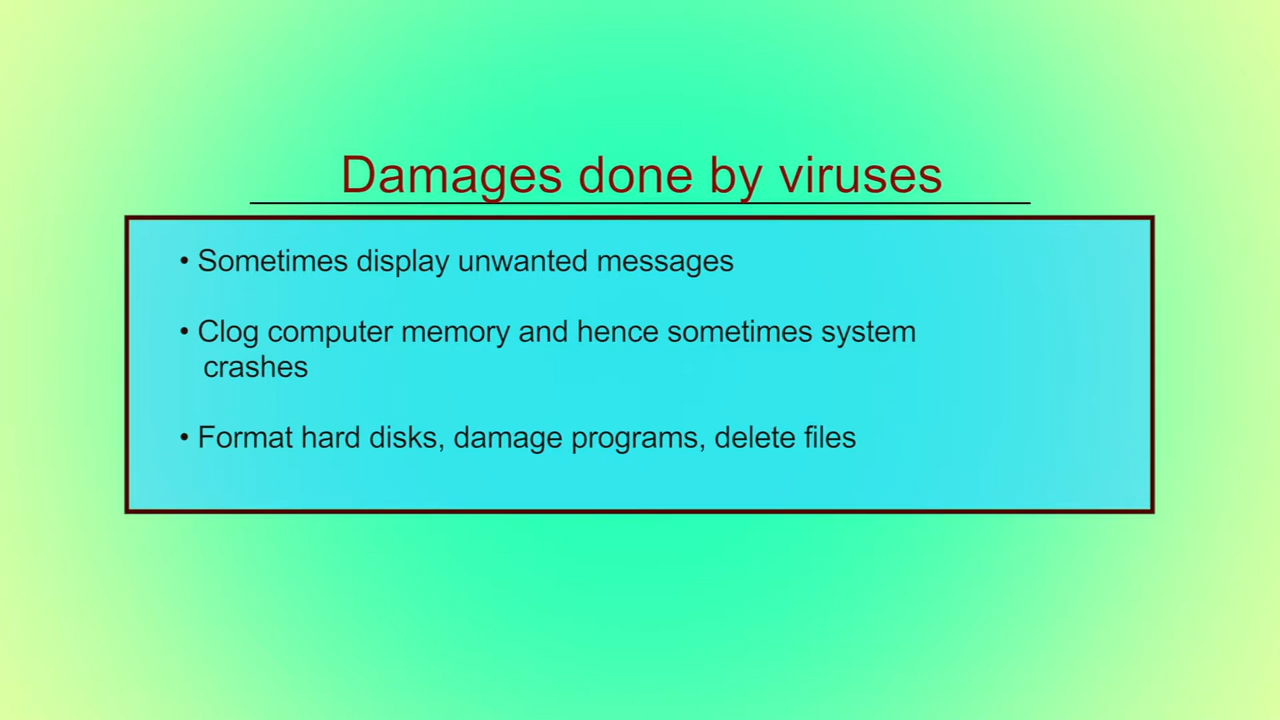 Damages done by viruses
• Sometimes display unwanted messages
• Clog computer memory and hence sometimes system
crashes
• Format hard disks, damage programs, delete files